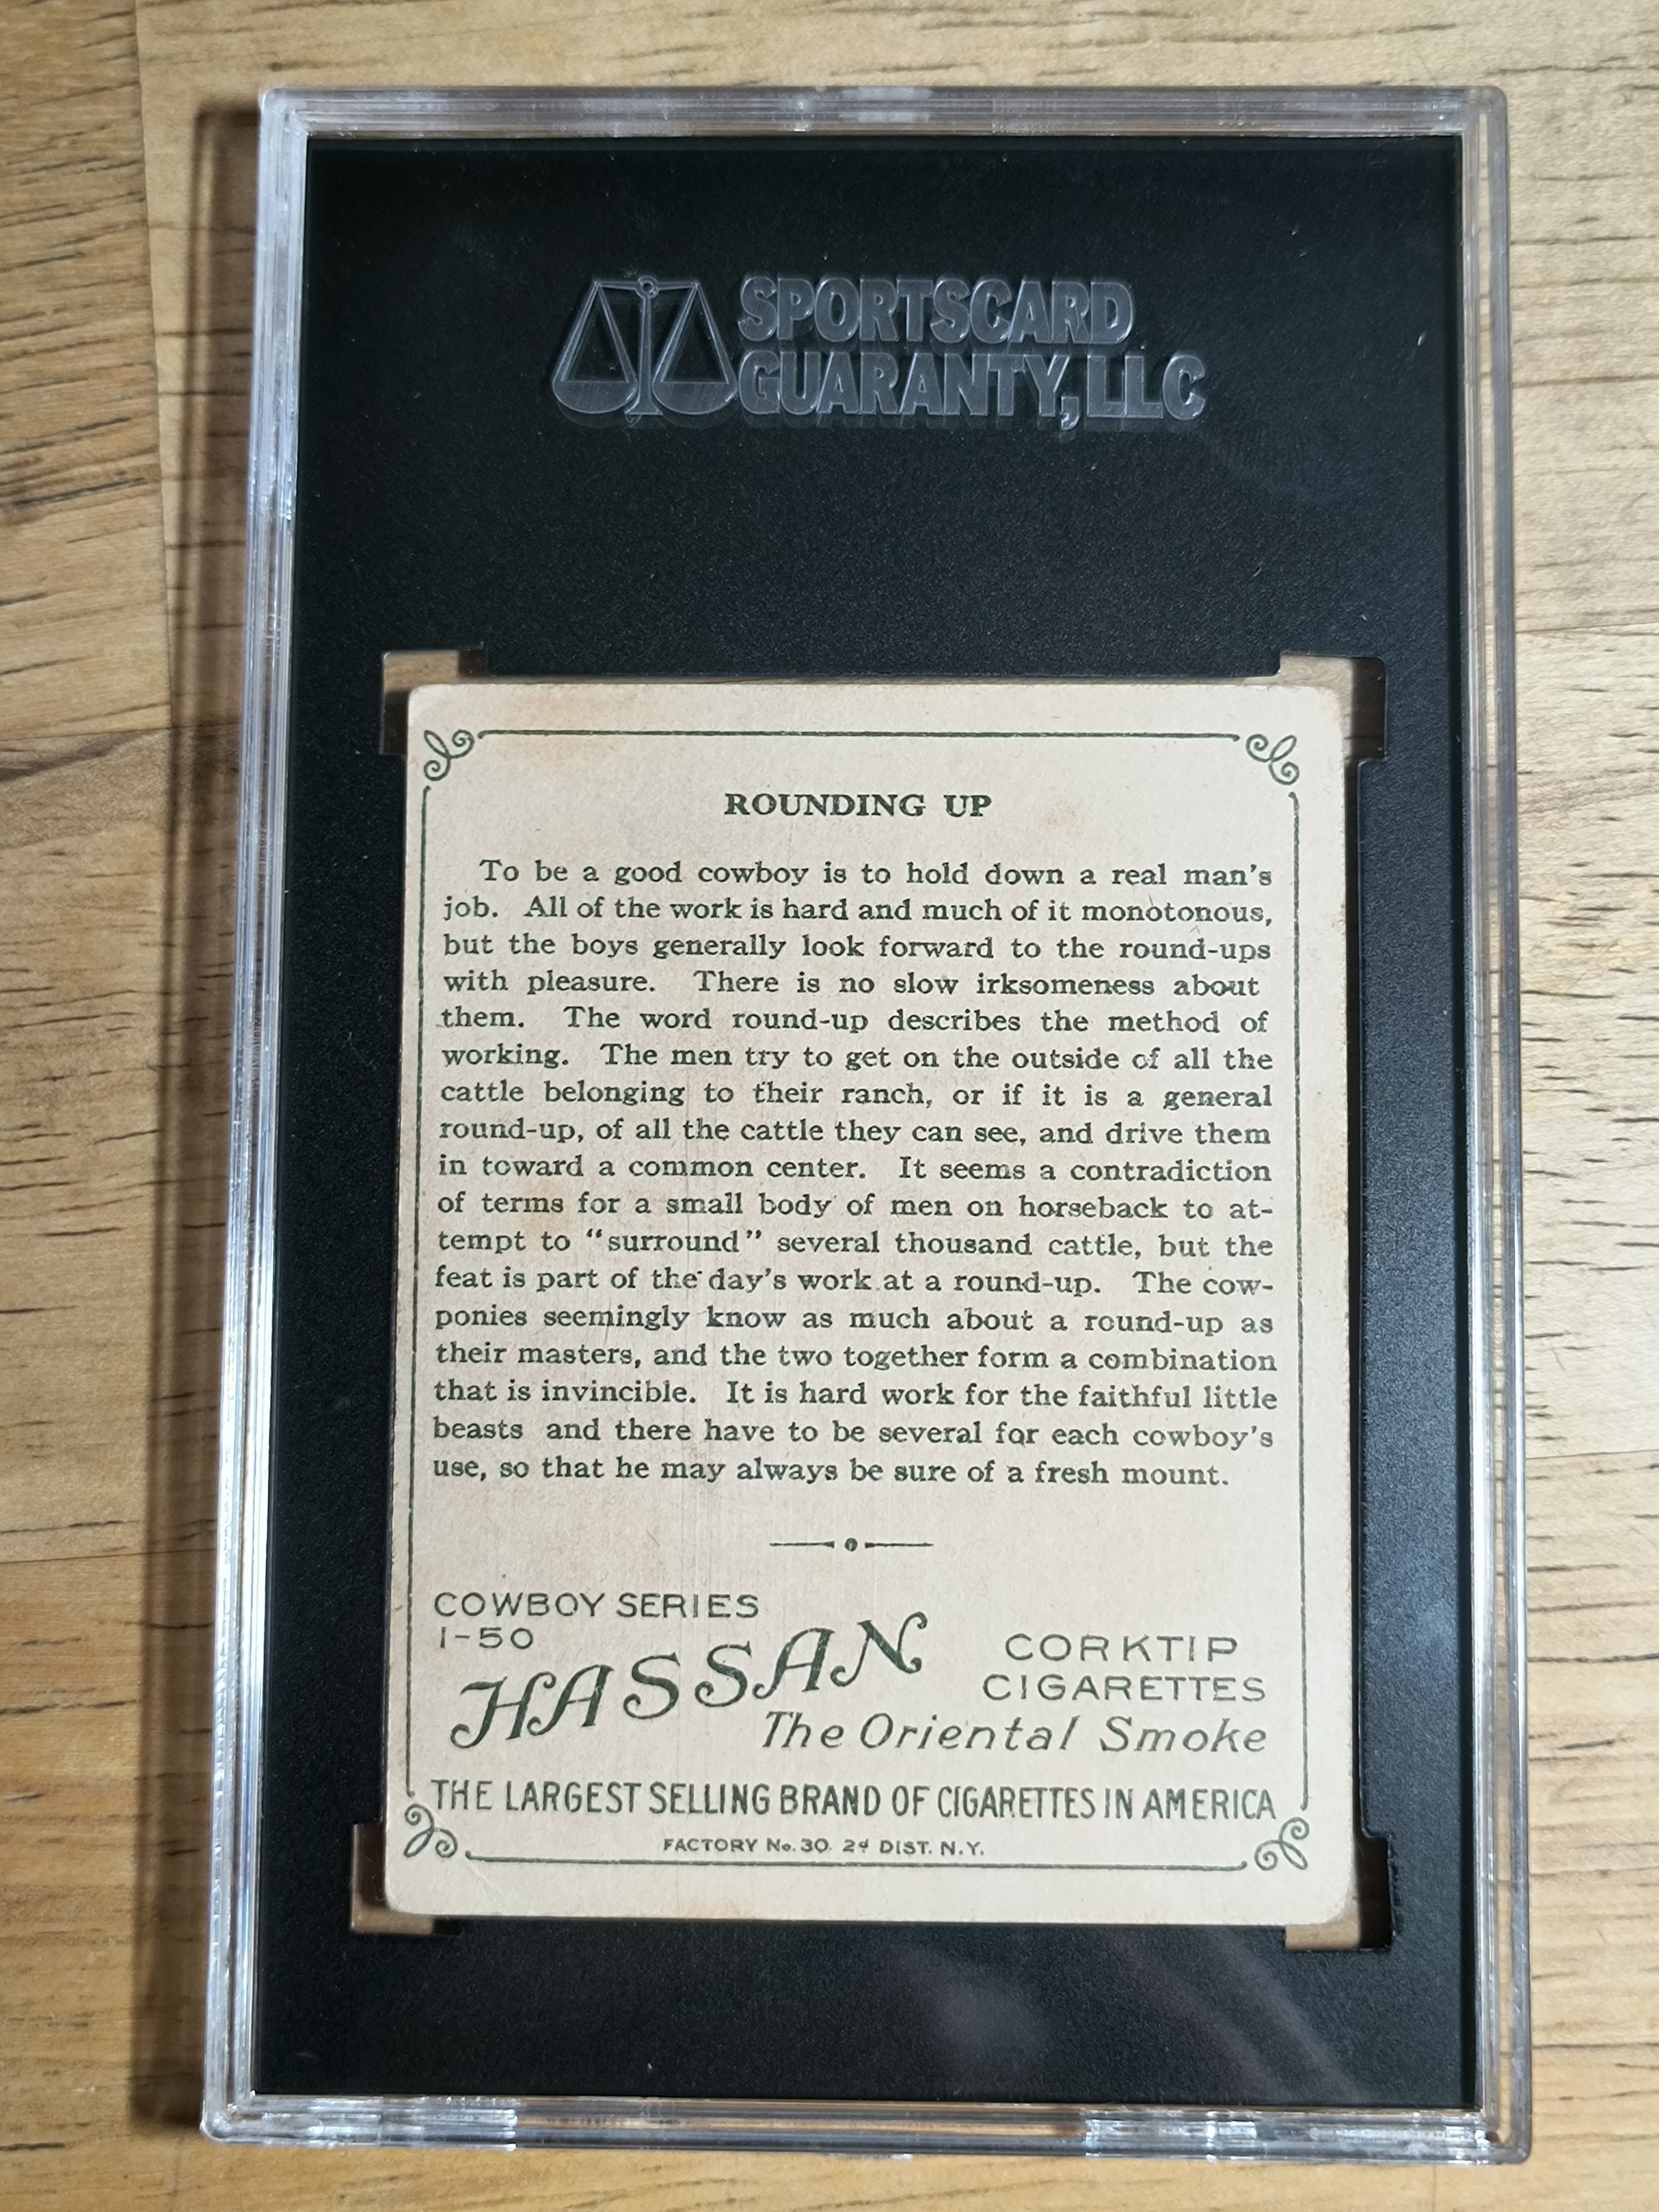 SPORTSCARD
GUARANTY, LLC
ROUNDING UP
To be a good cowboy is to hold down a real man's
job. All of the work is hard and much of it monotonous,
but the boys generally look forward to the round-ups
with pleasure. There is no slow irksomeness about
them. The word round-up describes the method of
working. The men try to get on the outside of all the
cattle belonging to their ranch, or if it is a general
round-up, of all the cattle they can see, and drive them
in toward a common center. It seems a contradiction
of terms for a small body of men on horseback to at-
tempt to "surround" several thousand cattle, but the
feat is part of the day's work at a round-up. The cow-
ponies seemingly know as much about a round-up as
their masters, and the two together form a combination
that is invincible. It is hard work for the faithful little
beasts and there have to be several for each cowboy's
use, so that he may always be sure of a fresh mount.
COWBOY SERIES
1-50
HASSAN
CORKTIP
CIGARETTES
The Oriental Smoke
THE LARGEST SELLING BRAND OF CIGARETTES IN AMERICA
FACTORY No. 30. 2d DIST. N.Y.